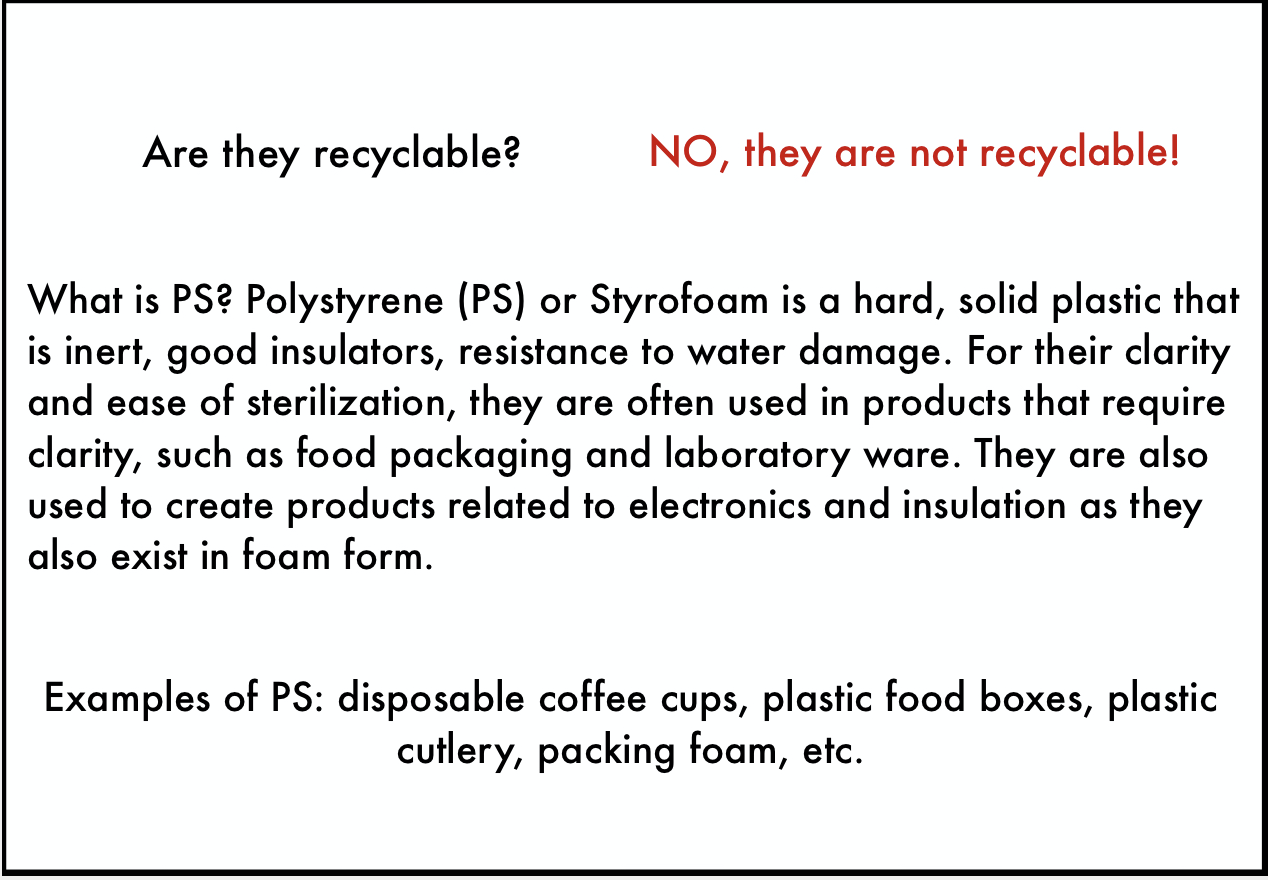 Are they recyclable? NO, they are not recyclable!
What is PS? Polystyrene (PS) or Styrofoam is a hard, solid plastic that
is inert, good insulators, resistance to water damage. For their clarity
and ease of sterilization, they are often used in products that require
clarity, such as food packaging and laboratory ware. They are also
used to create products related to electronics and insulation as they
also exist in foam form.
Examples of PS: disposable coffee cups, plastic food boxes, plastic
cutlery, packing foam, etc.